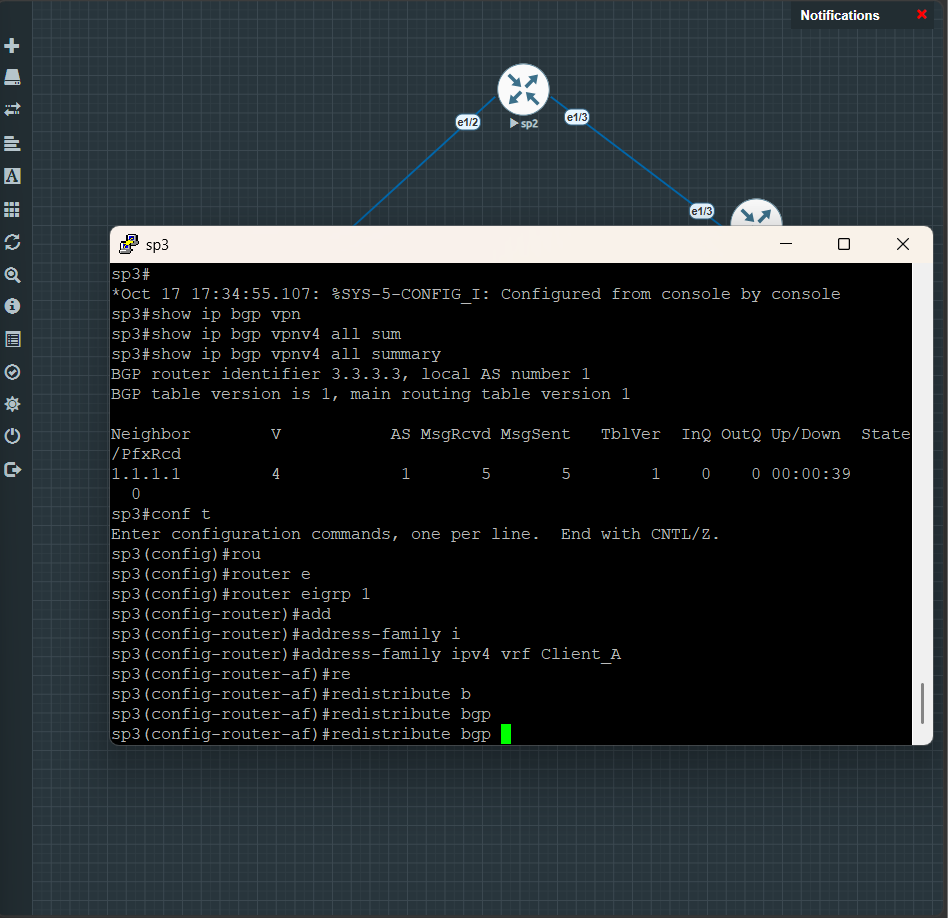 Notifications
e1/2
sp2
e1/3
e1/3
sp3
sp3#
*Oct 17 17:34:55.107: %SYS-5-CONFIG_I: Configured from console by console
sp3#show ip bgp vpn
sp3#show ip bgp vpnv4 all sum
sp3#show ip bgp vpnv4 all summary
BGP router identifier 3.3.3.3, local AS number 1
BGP table version is 1, main routing table version 1
Neighbor        V           AS MsgRcvd MsgSent   TblVer  InQ OutQ Up/Down  State
/PfxRcd
1.1.1.1         4            1       5       5        1    0    0 00:00:39
  0
sp3#conf t
Enter configuration commands, one per line.  End with CNTL/Z.
sp3(config)#rou
sp3(config)#router e
sp3(config)#router eigrp 1
sp3(config-router)#add
sp3(config-router)#address-family i
sp3(config-router)#address-family ipv4 vrf Client_A
sp3(config-router-af)#re
sp3(config-router-af)#redistribute b
sp3(config-router-af)#redistribute bgp
sp3(config-router-af)#redistribute bgp